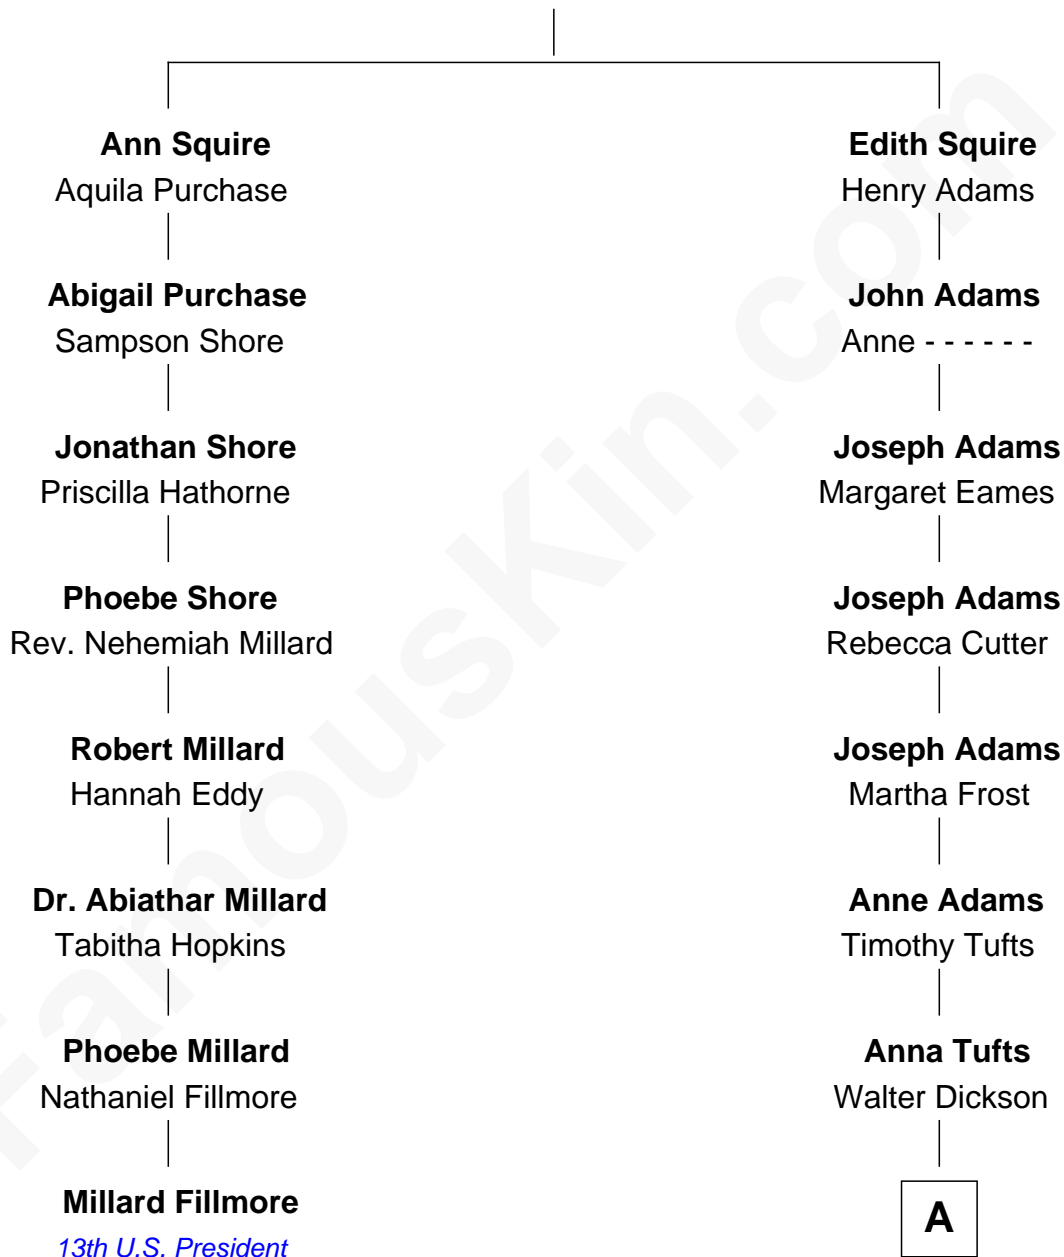 Ann Squire
Aquila Purchase
Abigail Purchase
Sampson Shore
Jonathan Shore
Priscilla Hathorne
Phoebe Shore
Rev. Nehemiah Millard
Robert Millard
Hannah Eddy
Dr. Abiathar Millard
Tabitha Hopkins
Phoebe Millard
Nathaniel Fillmore
Millard Fillmore
13th U.S. President
Edith Squire
Henry Adams
John Adams
Anne - - - - - -
Joseph Adams
Margaret Eames
Joseph Adams
Rebecca Cutter
Joseph Adams
Martha Frost
Anne Adams
Timothy Tufts
Anna Tufts
Walter Dickson
A
FamousKin.com